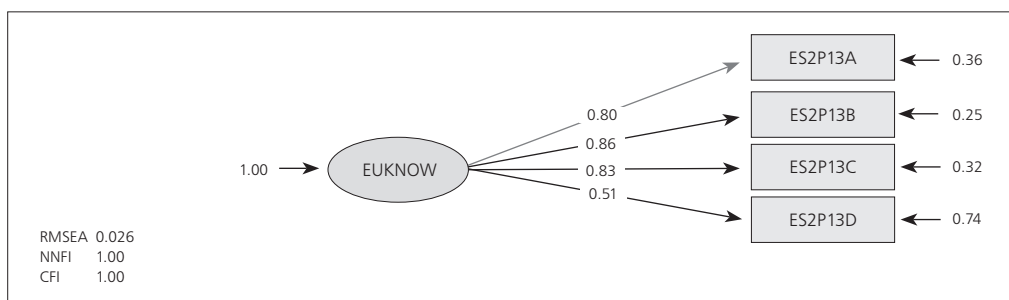 ES2P13A
0.36
0.80
ES2P13B
0.25
0.86
1.00
EUKNOW
0.83
ES2P13C
0.32
0.51
ES2P13D
0.74
RMSEA 0.026
NNFI 1.00
CFI 1.00